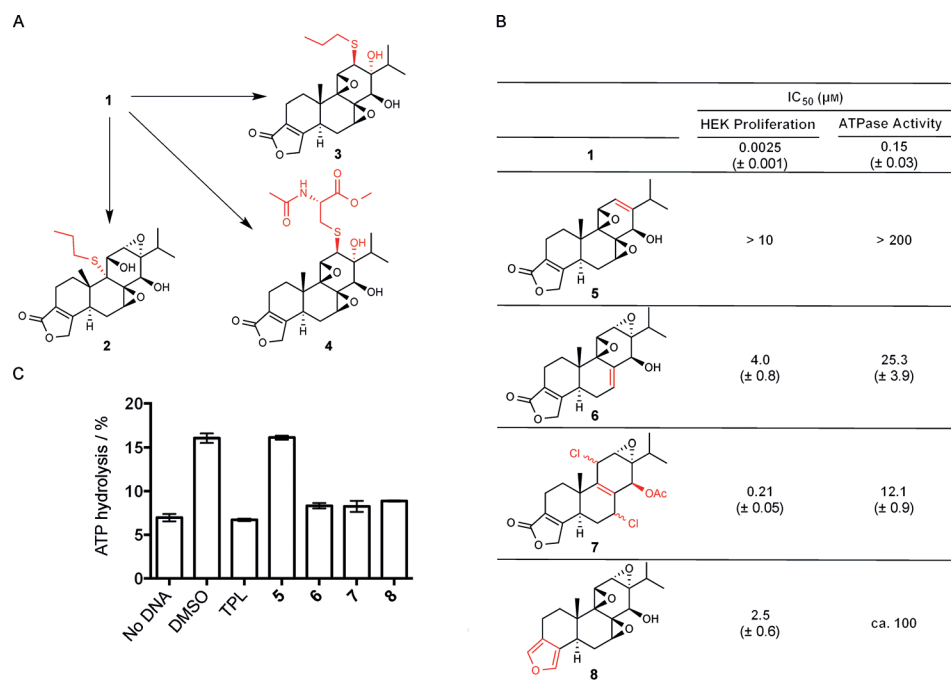 A
1
S
OH
O
OH
O
O
O
H
3
H
N
O
O
O
S
OH
O
OH
O
O
O
H
4
S
O
OH
OH
O
O
O
H
2
B
IC50 (μM)
HEK Proliferation ATPase Activity
1 0.0025 0.15
(± 0.001) (± 0.03)
O
OH
O
O
O
H
5
> 10 > 200
O
O
OH
O
O
H
6
4.0 25.3
(± 0.8) (± 3.9)
Cl
O
OAc
Cl
O
O
H
7
0.21 12.1
(± 0.05) (± 0.9)
O
O
OH
O
O
H
8
2.5 ca. 100
(± 0.6)
C
ATP hydrolysis / %
20
15
10
5
0
No DNA
DMSO
TPL
5
6
7
8